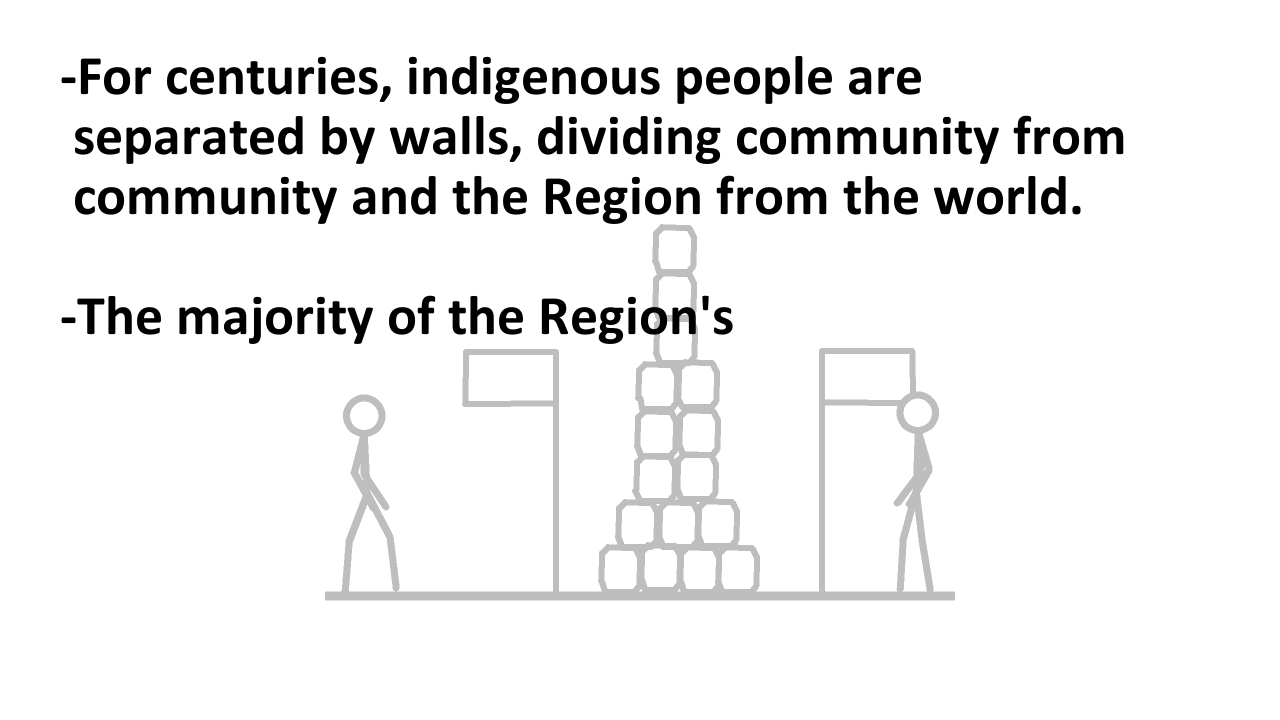 -For centuries, indigenous people are
separated by walls, dividing community from
community and the Region from the world.
-The majority of the Region's